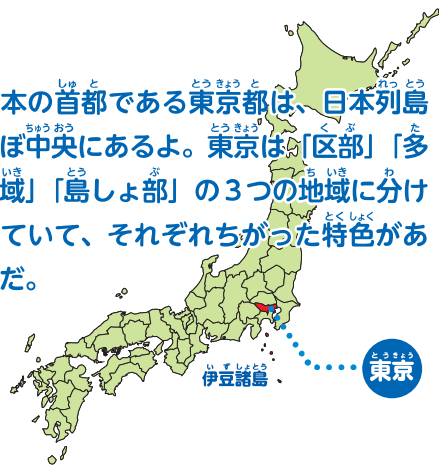 本の首都である東京都は、日本列島
ぼ中央にあるよ。東京は「区部」「多
域」「島しょ部」の３つの地域に分け
ていて、それぞれちがった特色があ
だ。
伊豆諸島
東京